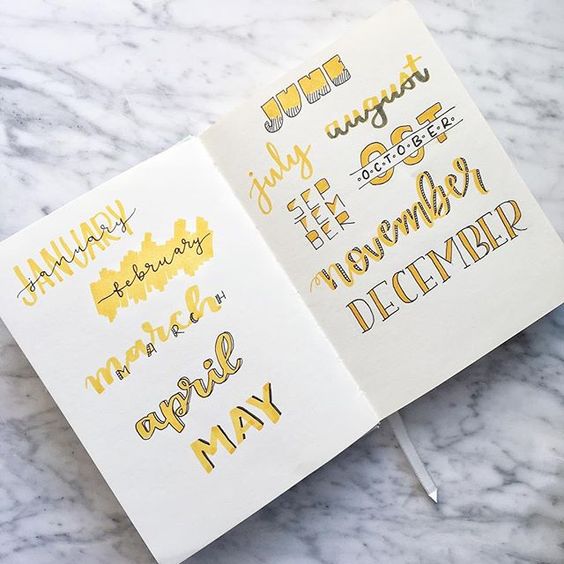 JANUARY
january
february
march
MARCH
april
MAY
JUNE
august
july
OCT
OCTOBER
SEP
TEM
BER
november
DECEMBER